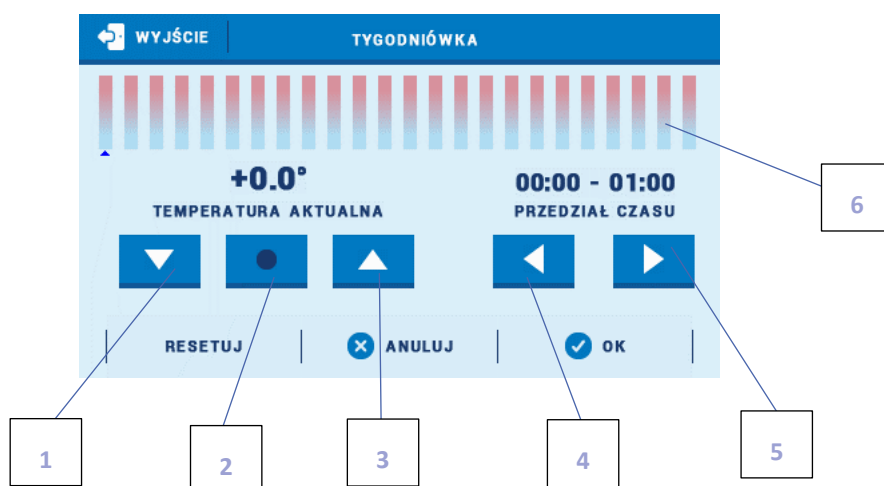 WYJŚCIE
TYGODNIÓWKA
+0.0°
TEMPERATURA AKTUALNA
00:00 - 01:00
PRZEDZIAŁ CZASU
6
RESETUJ
ANULUJ
OK
1
2
3
4
5